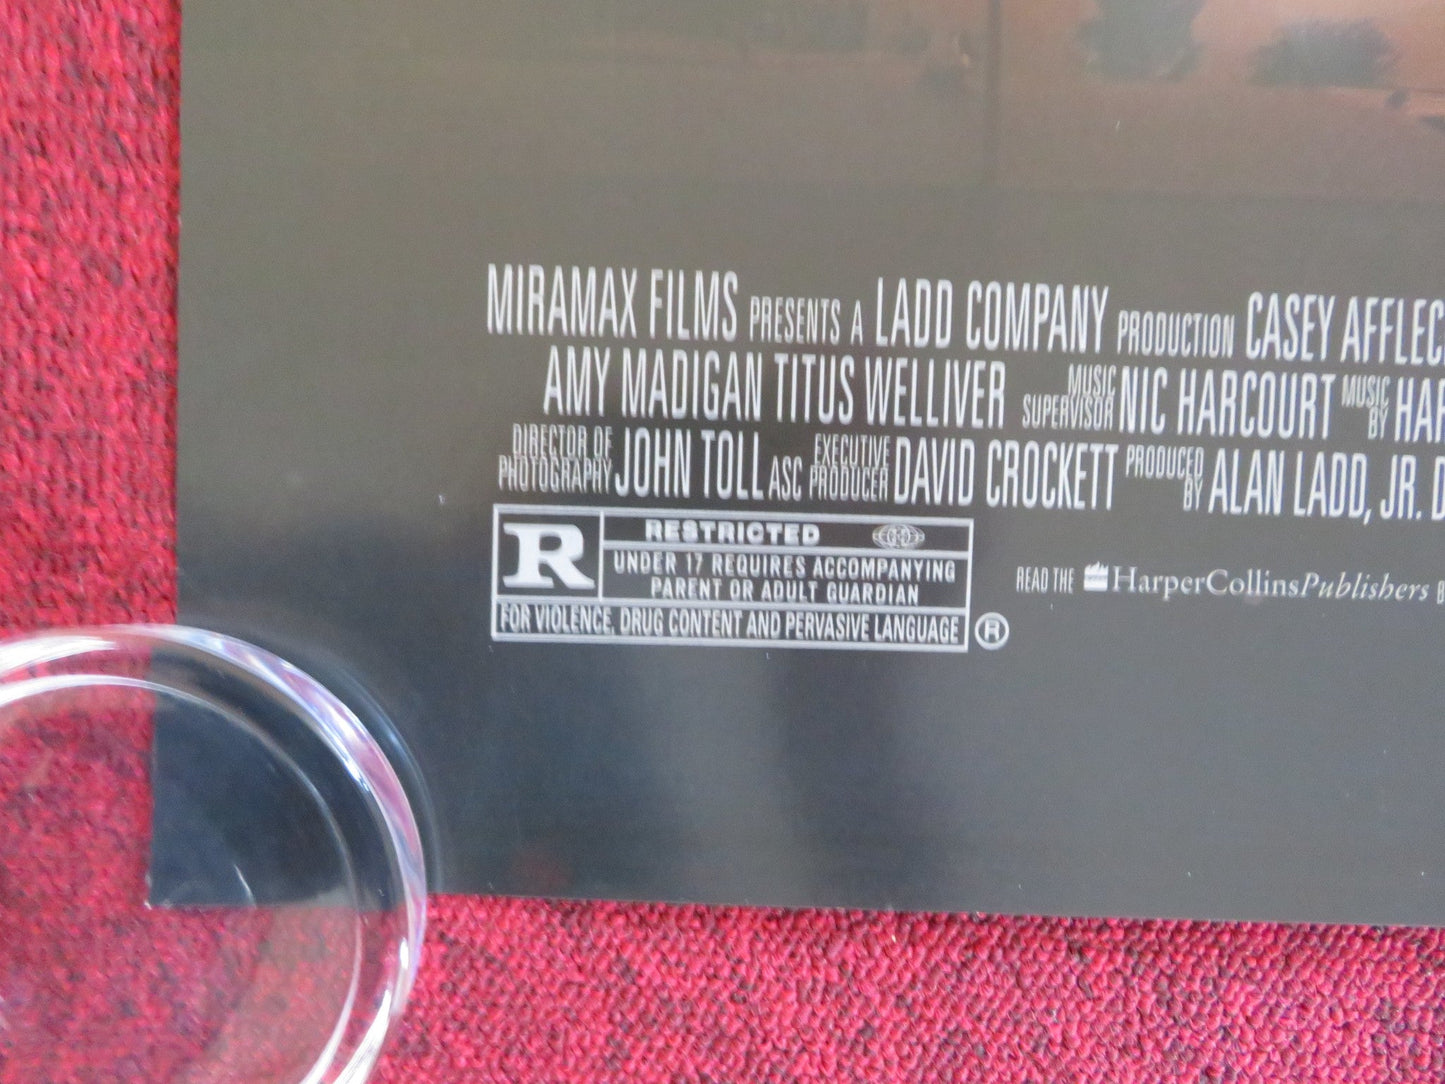 MIRAMAX FILMS PRESENTS A LADD COMPANY PRODUCTION CASEY AFFLEC
AMY MADIGAN TITUS WELLIVER MUSIC SUPERVISOR NIC HARCOURT MUSIC BY HAR
DIRECTOR OF PHOTOGRAPHY JOHN TOLL ASC EXECUTIVE PRODUCER DAVID CROCKETT PRODUCED BY ALAN LADD, JR. D
R RESTRICTED
UNDER 17 REQUIRES ACCOMPANYING
PARENT OR ADULT GUARDIAN
FOR VIOLENCE, DRUG CONTENT AND PERVASIVE LANGUAGE ®
READ THE HarperCollinsPublishers B